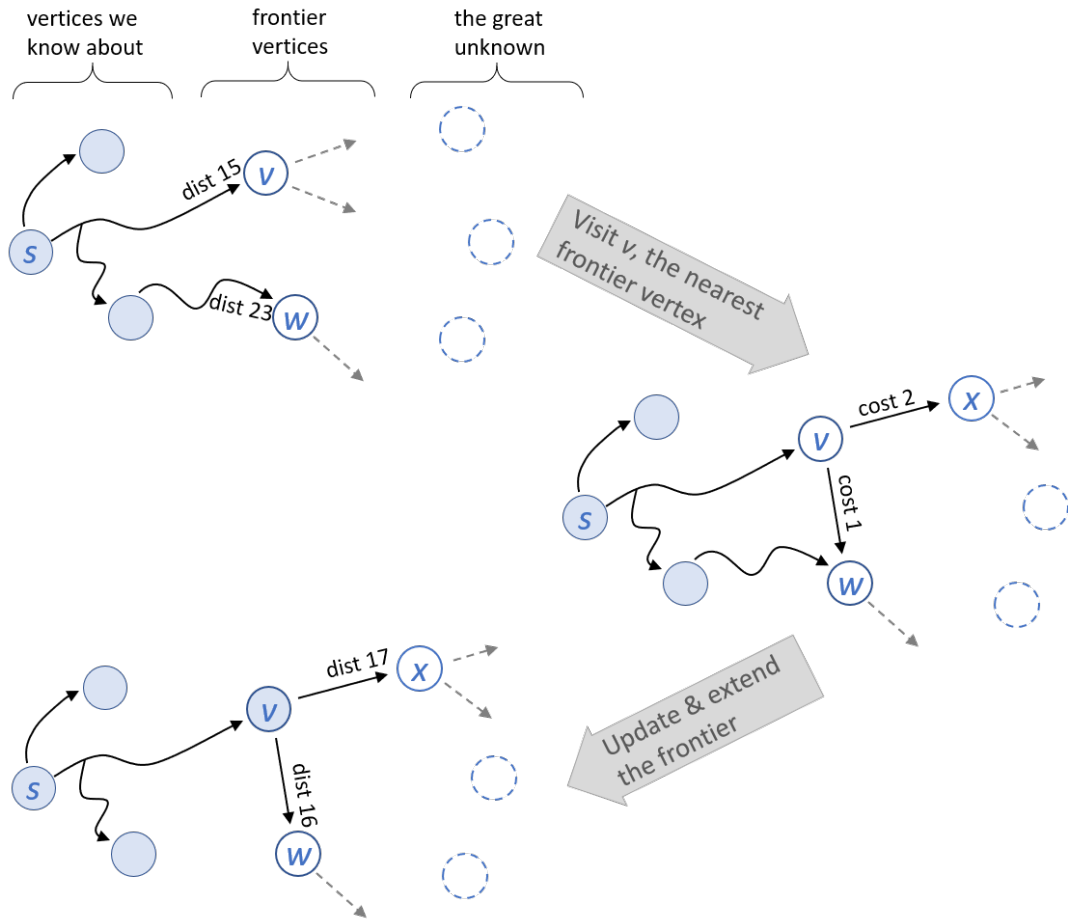 vertices we
know about
frontier
vertices
the great
unknown
dist 15
v
s
dist 23
w
Visit v, the nearest
frontier vertex
cost 2
x
v
cost 1
s
w
dist 17
x
v
Update & extend
the frontier
s
dist 16
w